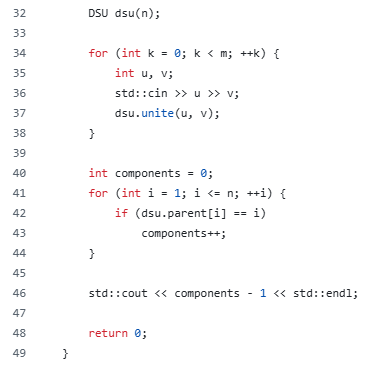 32 DSU dsu(n);
33
34 for (int k = 0; k < m; ++k) {
35 int u, v;
36 std::cin >> u >> v;
37 dsu.unite(u, v);
38 }
39
40 int components = 0;
41 for (int i = 1; i <= n; ++i) {
42 if (dsu.parent[i] == i)
43 components++;
44 }
45
46 std::cout << components - 1 << std::endl;
47
48 return 0;
49 }